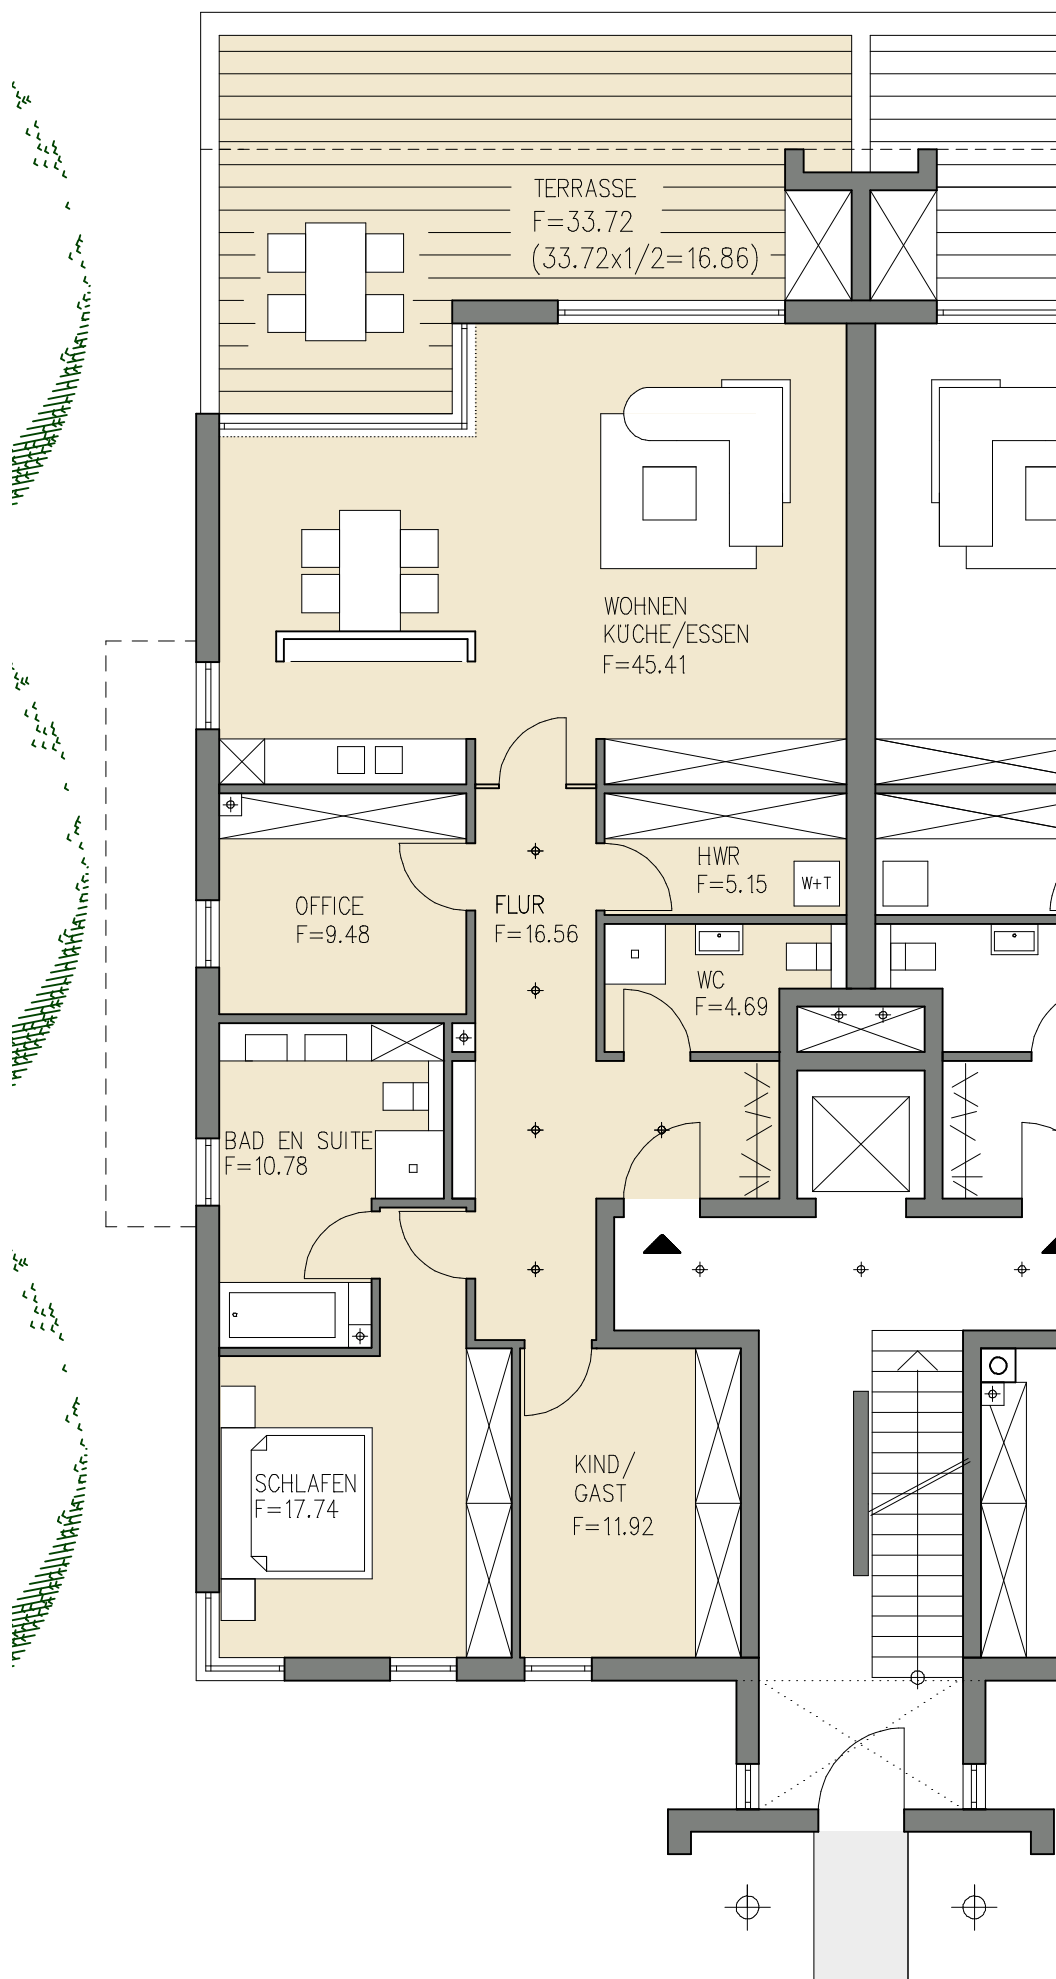 TERRASSE
F=33.72
(33.72x1/2=16.86)
WOHNEN
KÜCHE/ESSEN
F=45.41
HWR
F=5.15
W+T
OFFICE
F=9.48
FLUR
F=16.56
WC
F=4.69
BAD EN SUITE
F=10.78
SCHLAFEN
F=17.74
KIND/
GAST
F=11.92